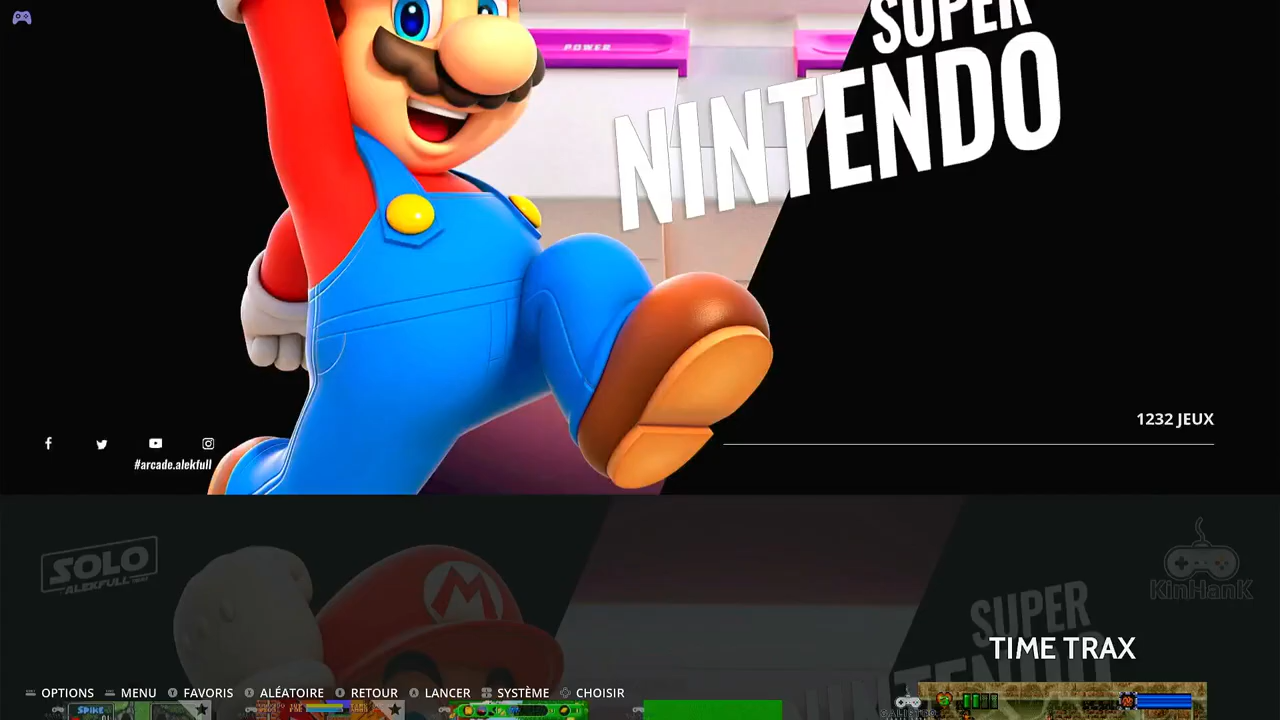 POWER
SUPER
NINTENDO
1232 JEUX
#arcade.alekfull
SOLO
ALEKFULL
KinHanK
SUPER
TIME TRAX
OPTIONS MENU FAVORIS ALÉATOIRE RETOUR LANCER SYSTÈME CHOISIR
SPIKE